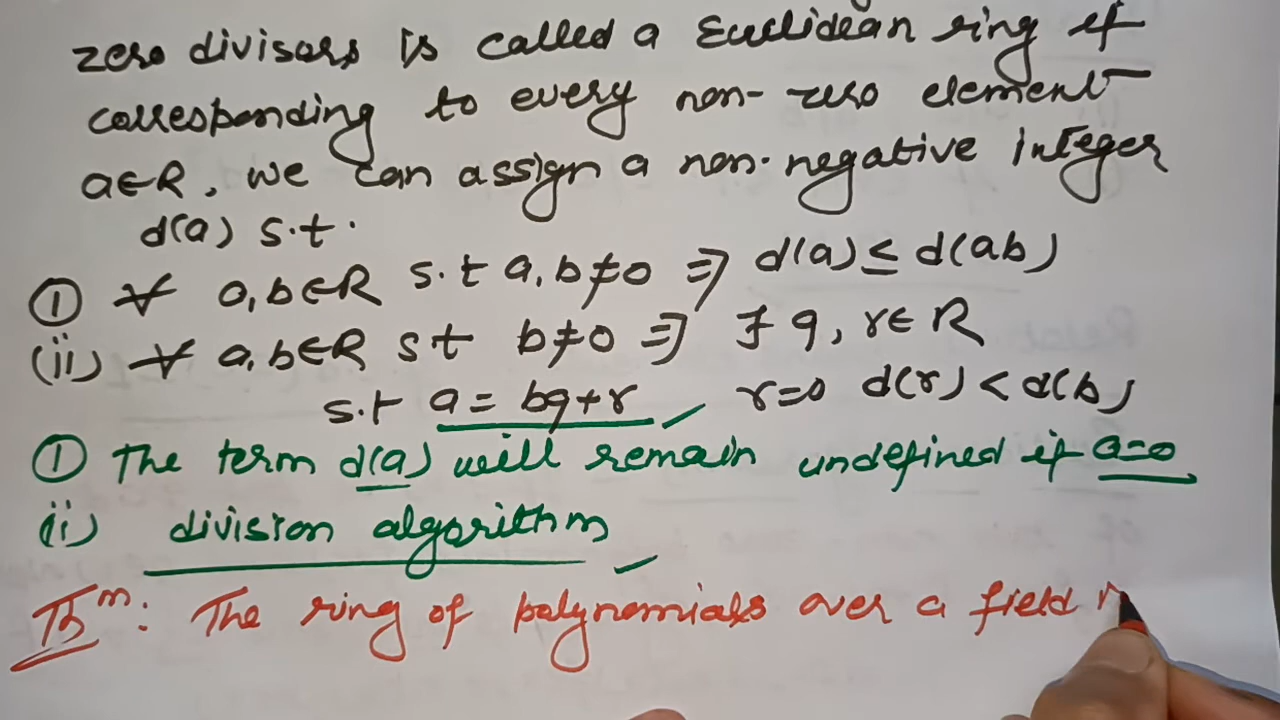 zero divisors is called a Euclidean ring if
corresponding to every non-zero element
a∈R, we can assign a non-negative integer
d(a) s.t.
① ∀ a,b∈R s.t a,b≠0 ⇒ d(a)≤d(ab)
(ii) ∀ a,b∈R s t b≠0 ⇒ ∃ q, r∈R
s.t a = bq+r r=0 d(r)<d(b)
① The term d(a) will remain undefined if a=0
(ii) division algorithm
Thm: The ring of polynomials over a field